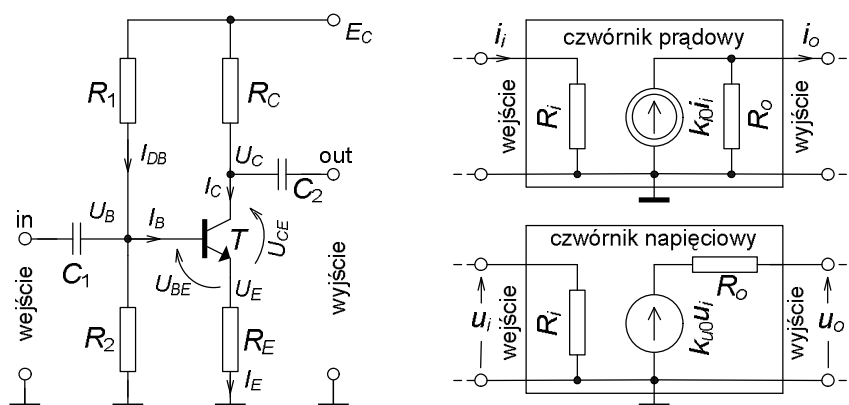 E_C
R_1
R_C
I_DB
U_C
out
I_C
C_2
in
U_B
I_B
T
U_CE
C_1
U_BE
U_E
wejście
R_2
R_E
I_E
wyjście
czwórnik prądowy
i_i
i_o
wejście
R_i
k_i0 i_i
R_o
wyjście
czwórnik napięciowy
u_i
wejście
R_i
k_u0 u_i
R_o
wyjście
u_o